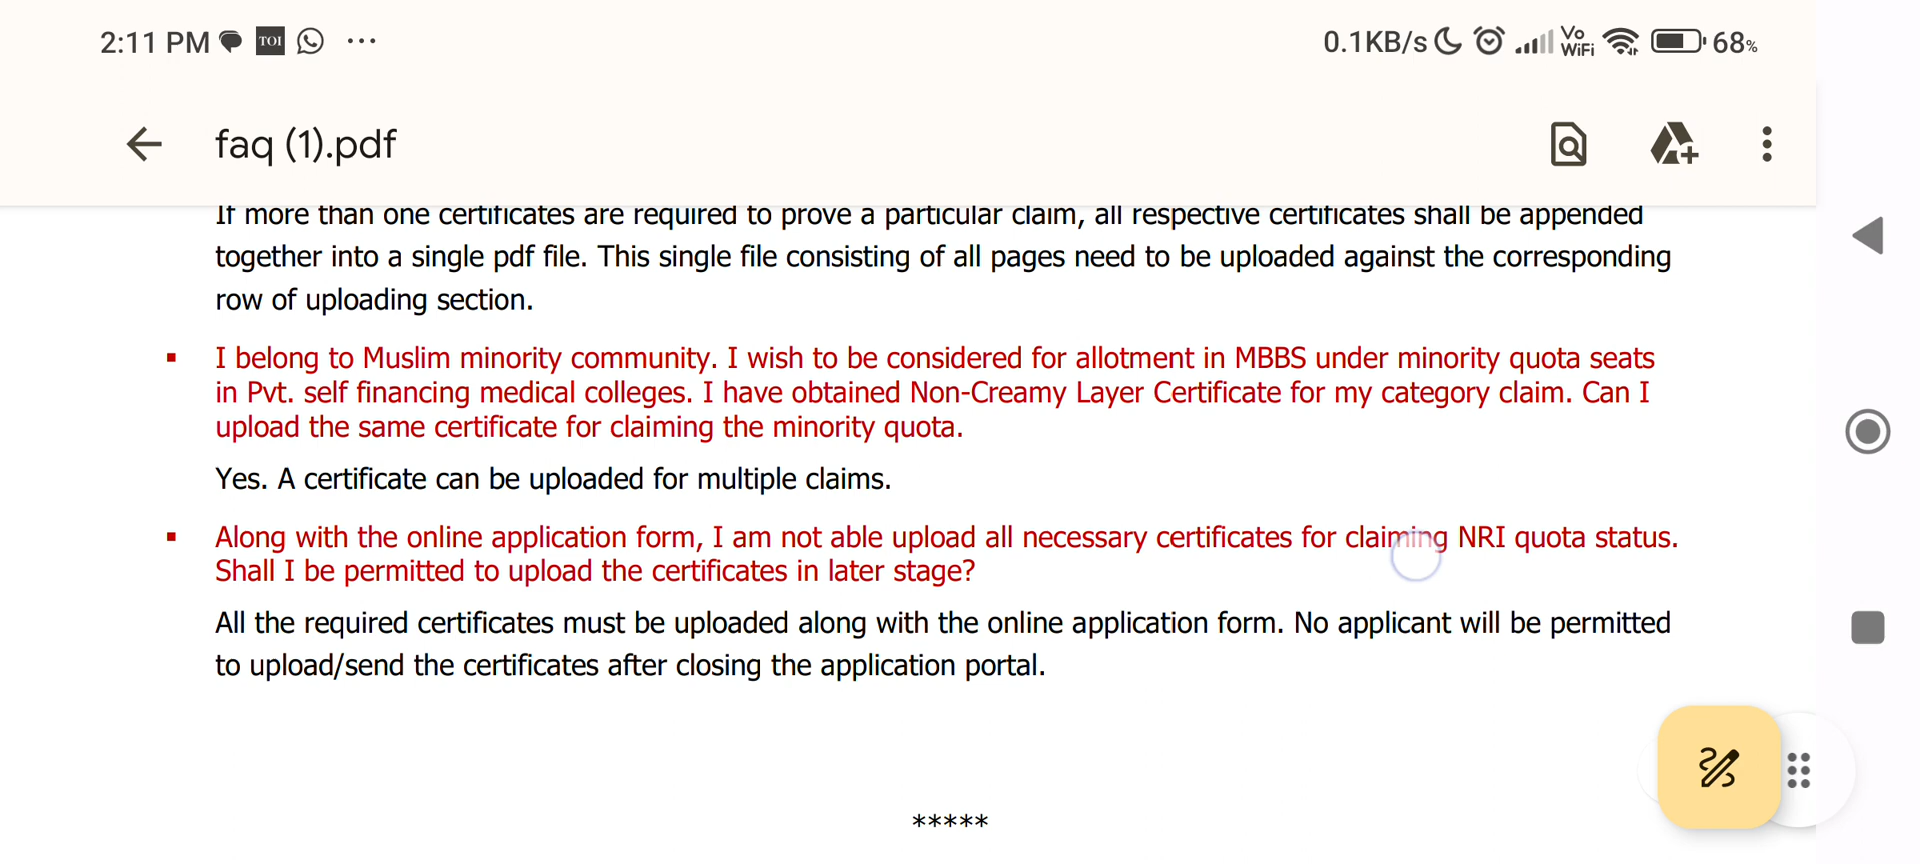 2:11 PM TOI ... 0.1KB/s Vo WiFi 68%
faq (1).pdf
If more than one certificates are required to prove a particular claim, all respective certificates shall be appended
together into a single pdf file. This single file consisting of all pages need to be uploaded against the corresponding
row of uploading section.
▪ I belong to Muslim minority community. I wish to be considered for allotment in MBBS under minority quota seats
in Pvt. self financing medical colleges. I have obtained Non-Creamy Layer Certificate for my category claim. Can I
upload the same certificate for claiming the minority quota.
Yes. A certificate can be uploaded for multiple claims.
▪ Along with the online application form, I am not able upload all necessary certificates for claiming NRI quota status.
Shall I be permitted to upload the certificates in later stage?
All the required certificates must be uploaded along with the online application form. No applicant will be permitted
to upload/send the certificates after closing the application portal.
*****